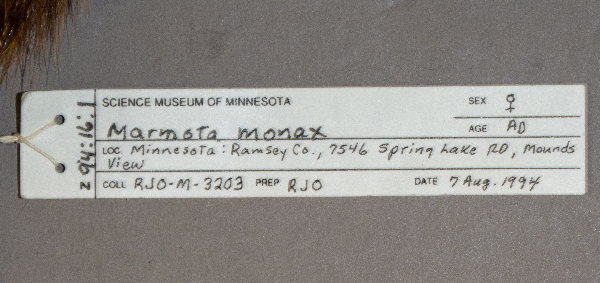 SCIENCE MUSEUM OF MINNESOTA
SEX ♀
Marmota monax
AGE AD
LOC Minnesota: Ramsey Co., 7546 Spring Lake RD, Mounds
View
COLL RJO-M-3203 PREP RJO DATE 7 Aug. 1994
Z 94:16:1